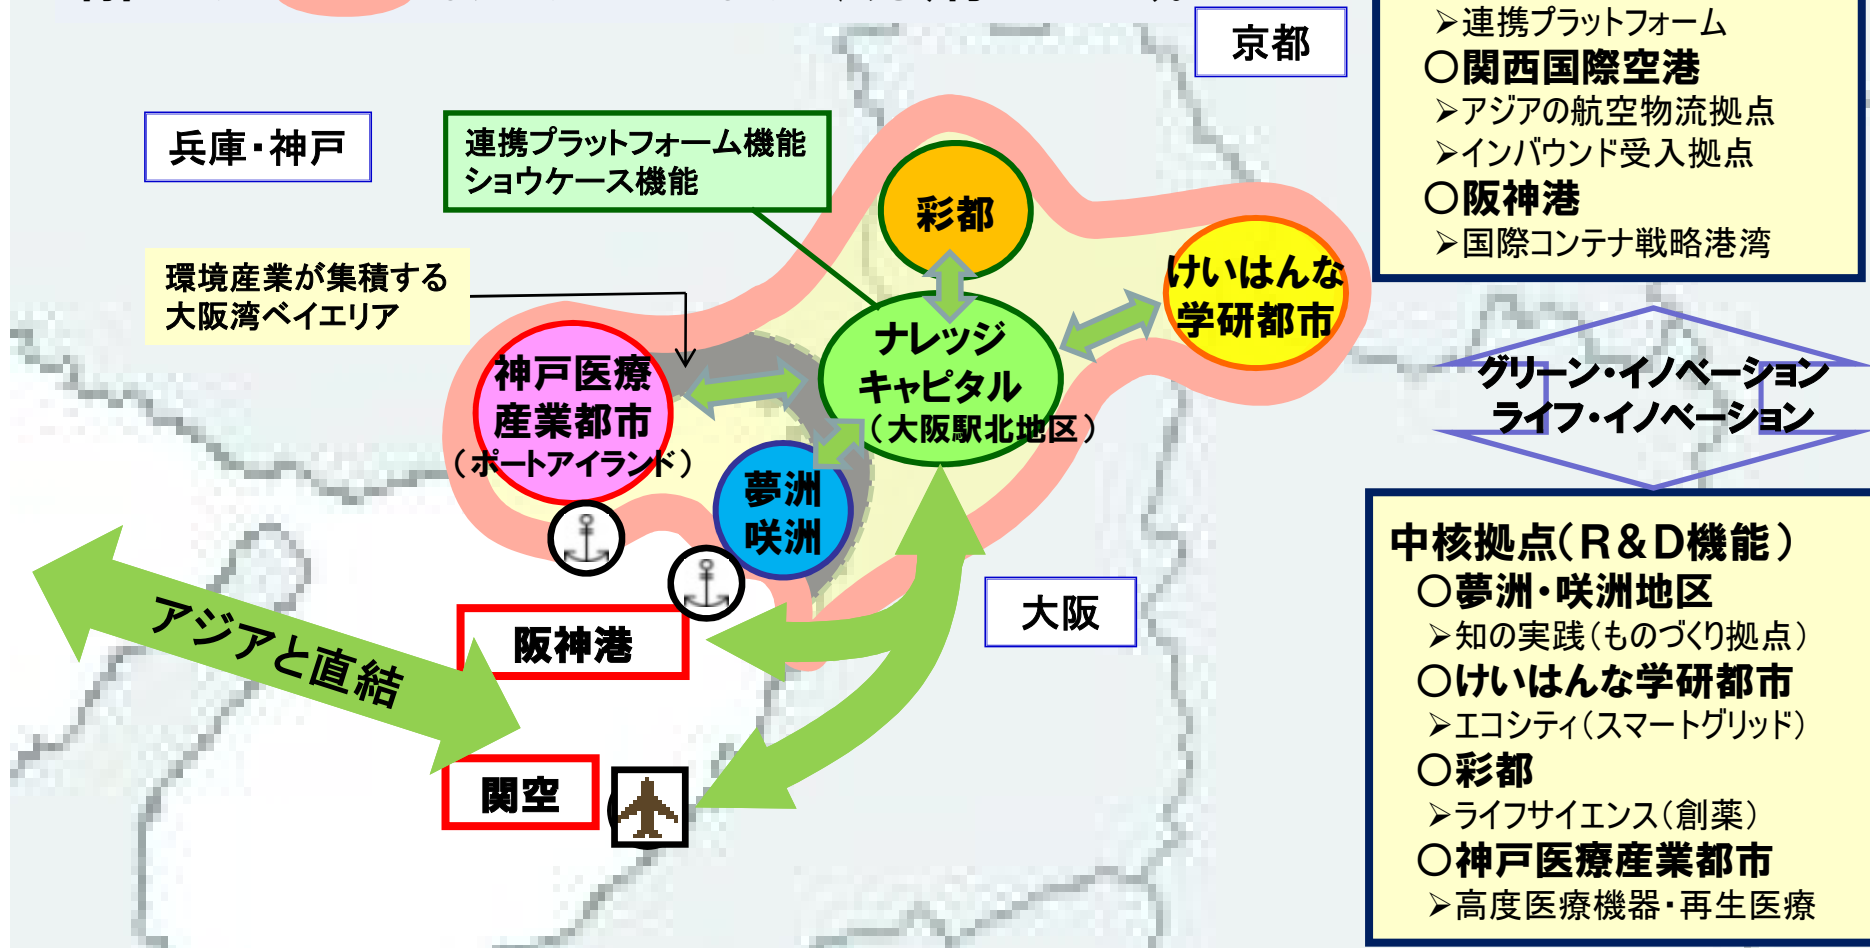 京都
兵庫・神戸
連携プラットフォーム機能
ショウケース機能
環境産業が集積する
大阪湾ベイエリア
彩都
けいはんな
学研都市
ナレッジ
キャピタル
（大阪駅北地区）
神戸医療
産業都市
（ポートアイランド）
夢洲
咲洲
大阪
阪神港
アジアと直結
関空
➢連携プラットフォーム
○関西国際空港
➢アジアの航空物流拠点
➢インバウンド受入拠点
○阪神港
➢国際コンテナ戦略港湾
グリーン・イノベーション
ライフ・イノベーション
中核拠点（Ｒ＆Ｄ機能）
○夢洲・咲洲地区
➢知の実践（ものづくり拠点）
○けいはんな学研都市
➢エコシティ（スマートグリッド）
○彩都
➢ライフサイエンス（創薬）
○神戸医療産業都市
➢高度医療機器・再生医療